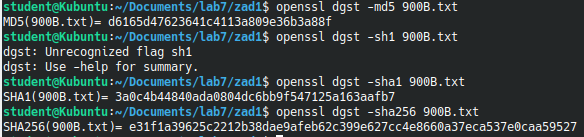 student@Kubuntu:~/Documents/lab7/zad1$ openssl dgst -md5 900B.txt
MD5(900B.txt)= d6165d47623641c4113a809e36b3a88f
student@Kubuntu:~/Documents/lab7/zad1$ openssl dgst -sh1 900B.txt
dgst: Unrecognized flag sh1
dgst: Use -help for summary.
student@Kubuntu:~/Documents/lab7/zad1$ openssl dgst -sha1 900B.txt
SHA1(900B.txt)= 3a0c4b44840ada0804dc6bb9f547125a163aafb7
student@Kubuntu:~/Documents/lab7/zad1$ openssl dgst -sha256 900B.txt
SHA256(900B.txt)= e31f1a39625c2212b38dae9afeb62c399e627cc4e8660a37eca537e0caa59527